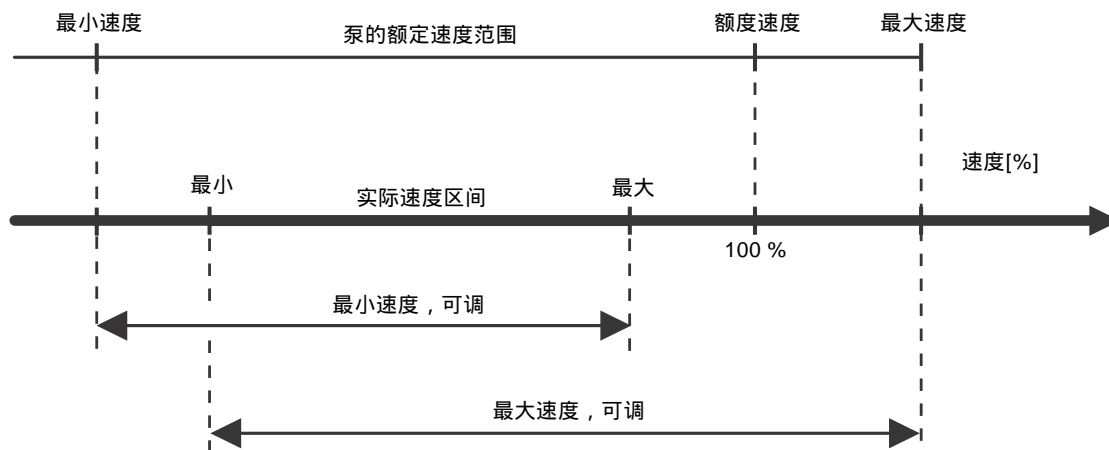 最小速度
泵的额定速度范围
额度速度
最大速度
速度[%]
最小
实际速度区间
最大
100 %
最小速度，可调
最大速度，可调